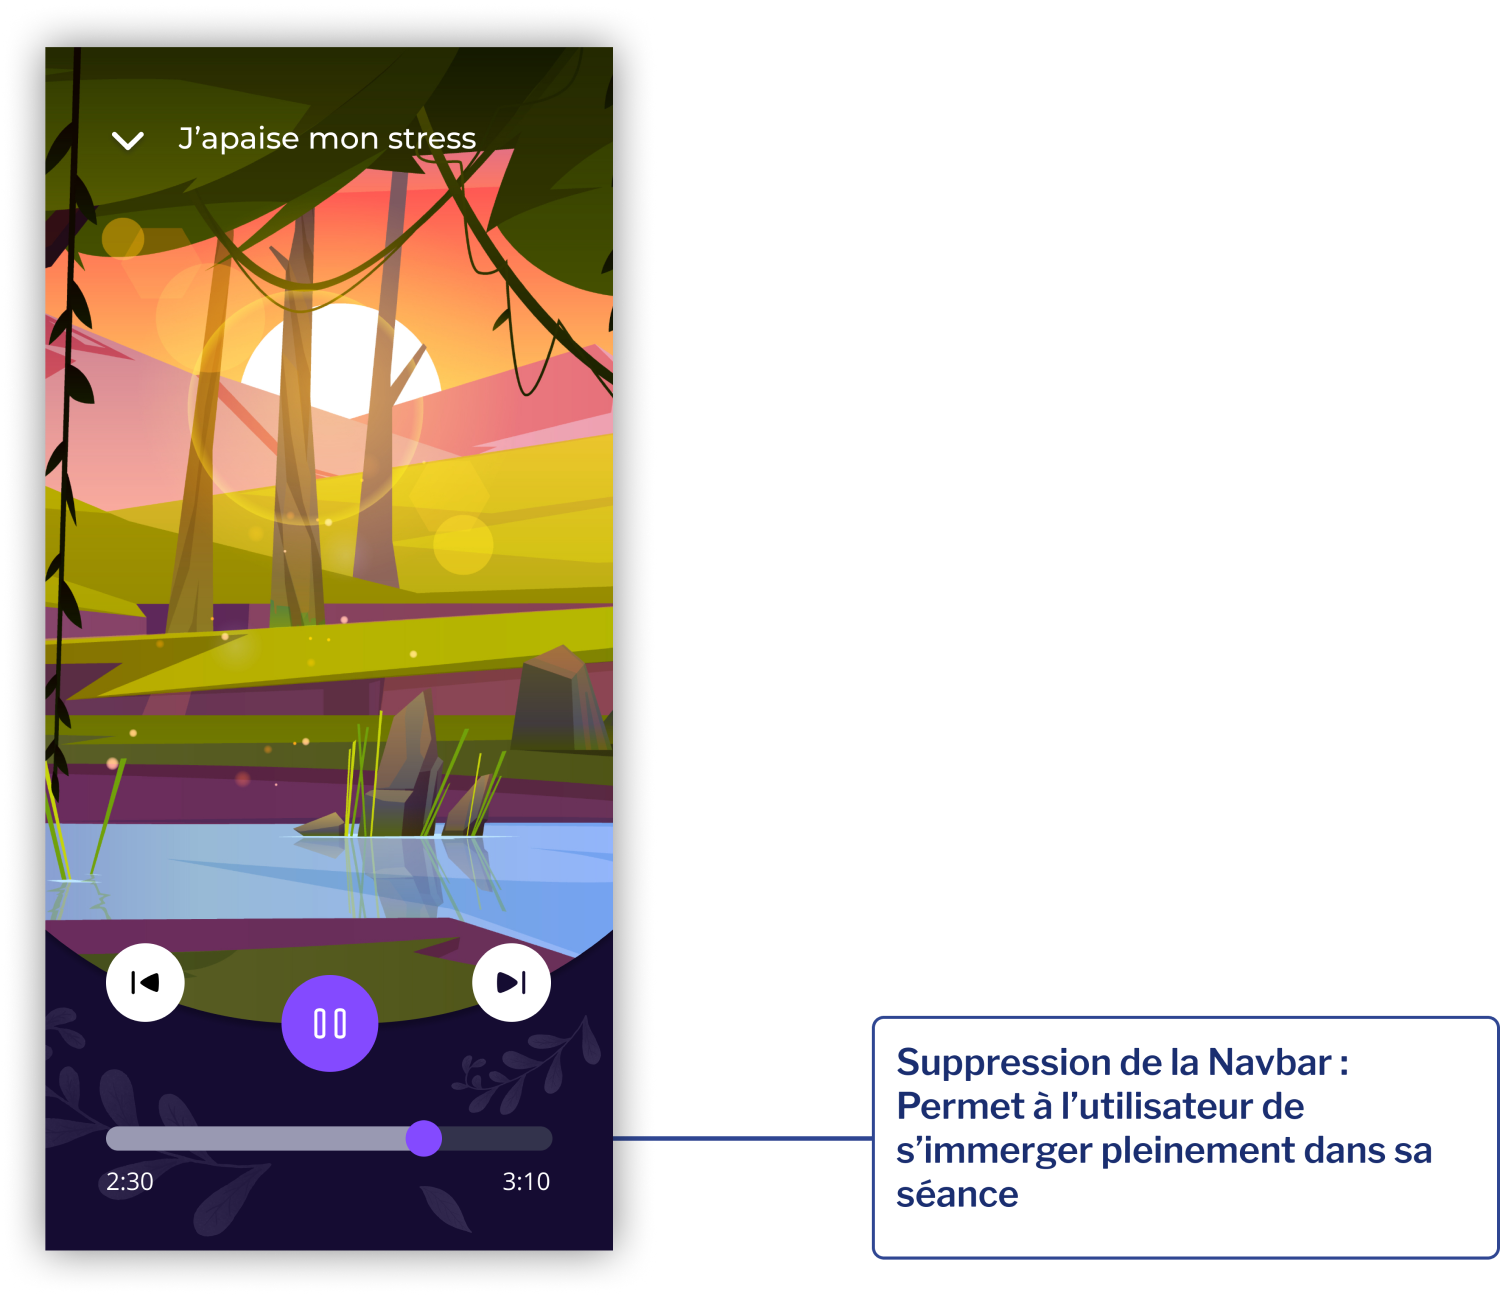 J’apaise mon stress
2:30
3:10
Suppression de la Navbar :
Permet à l’utilisateur de
s’immerger pleinement dans sa
séance